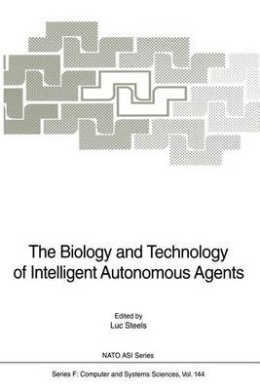 The Biology and Technology
of Intelligent Autonomous Agents
Edited by
Luc Steels
NATO ASI Series
Series F: Computer and Systems Sciences, Vol. 144